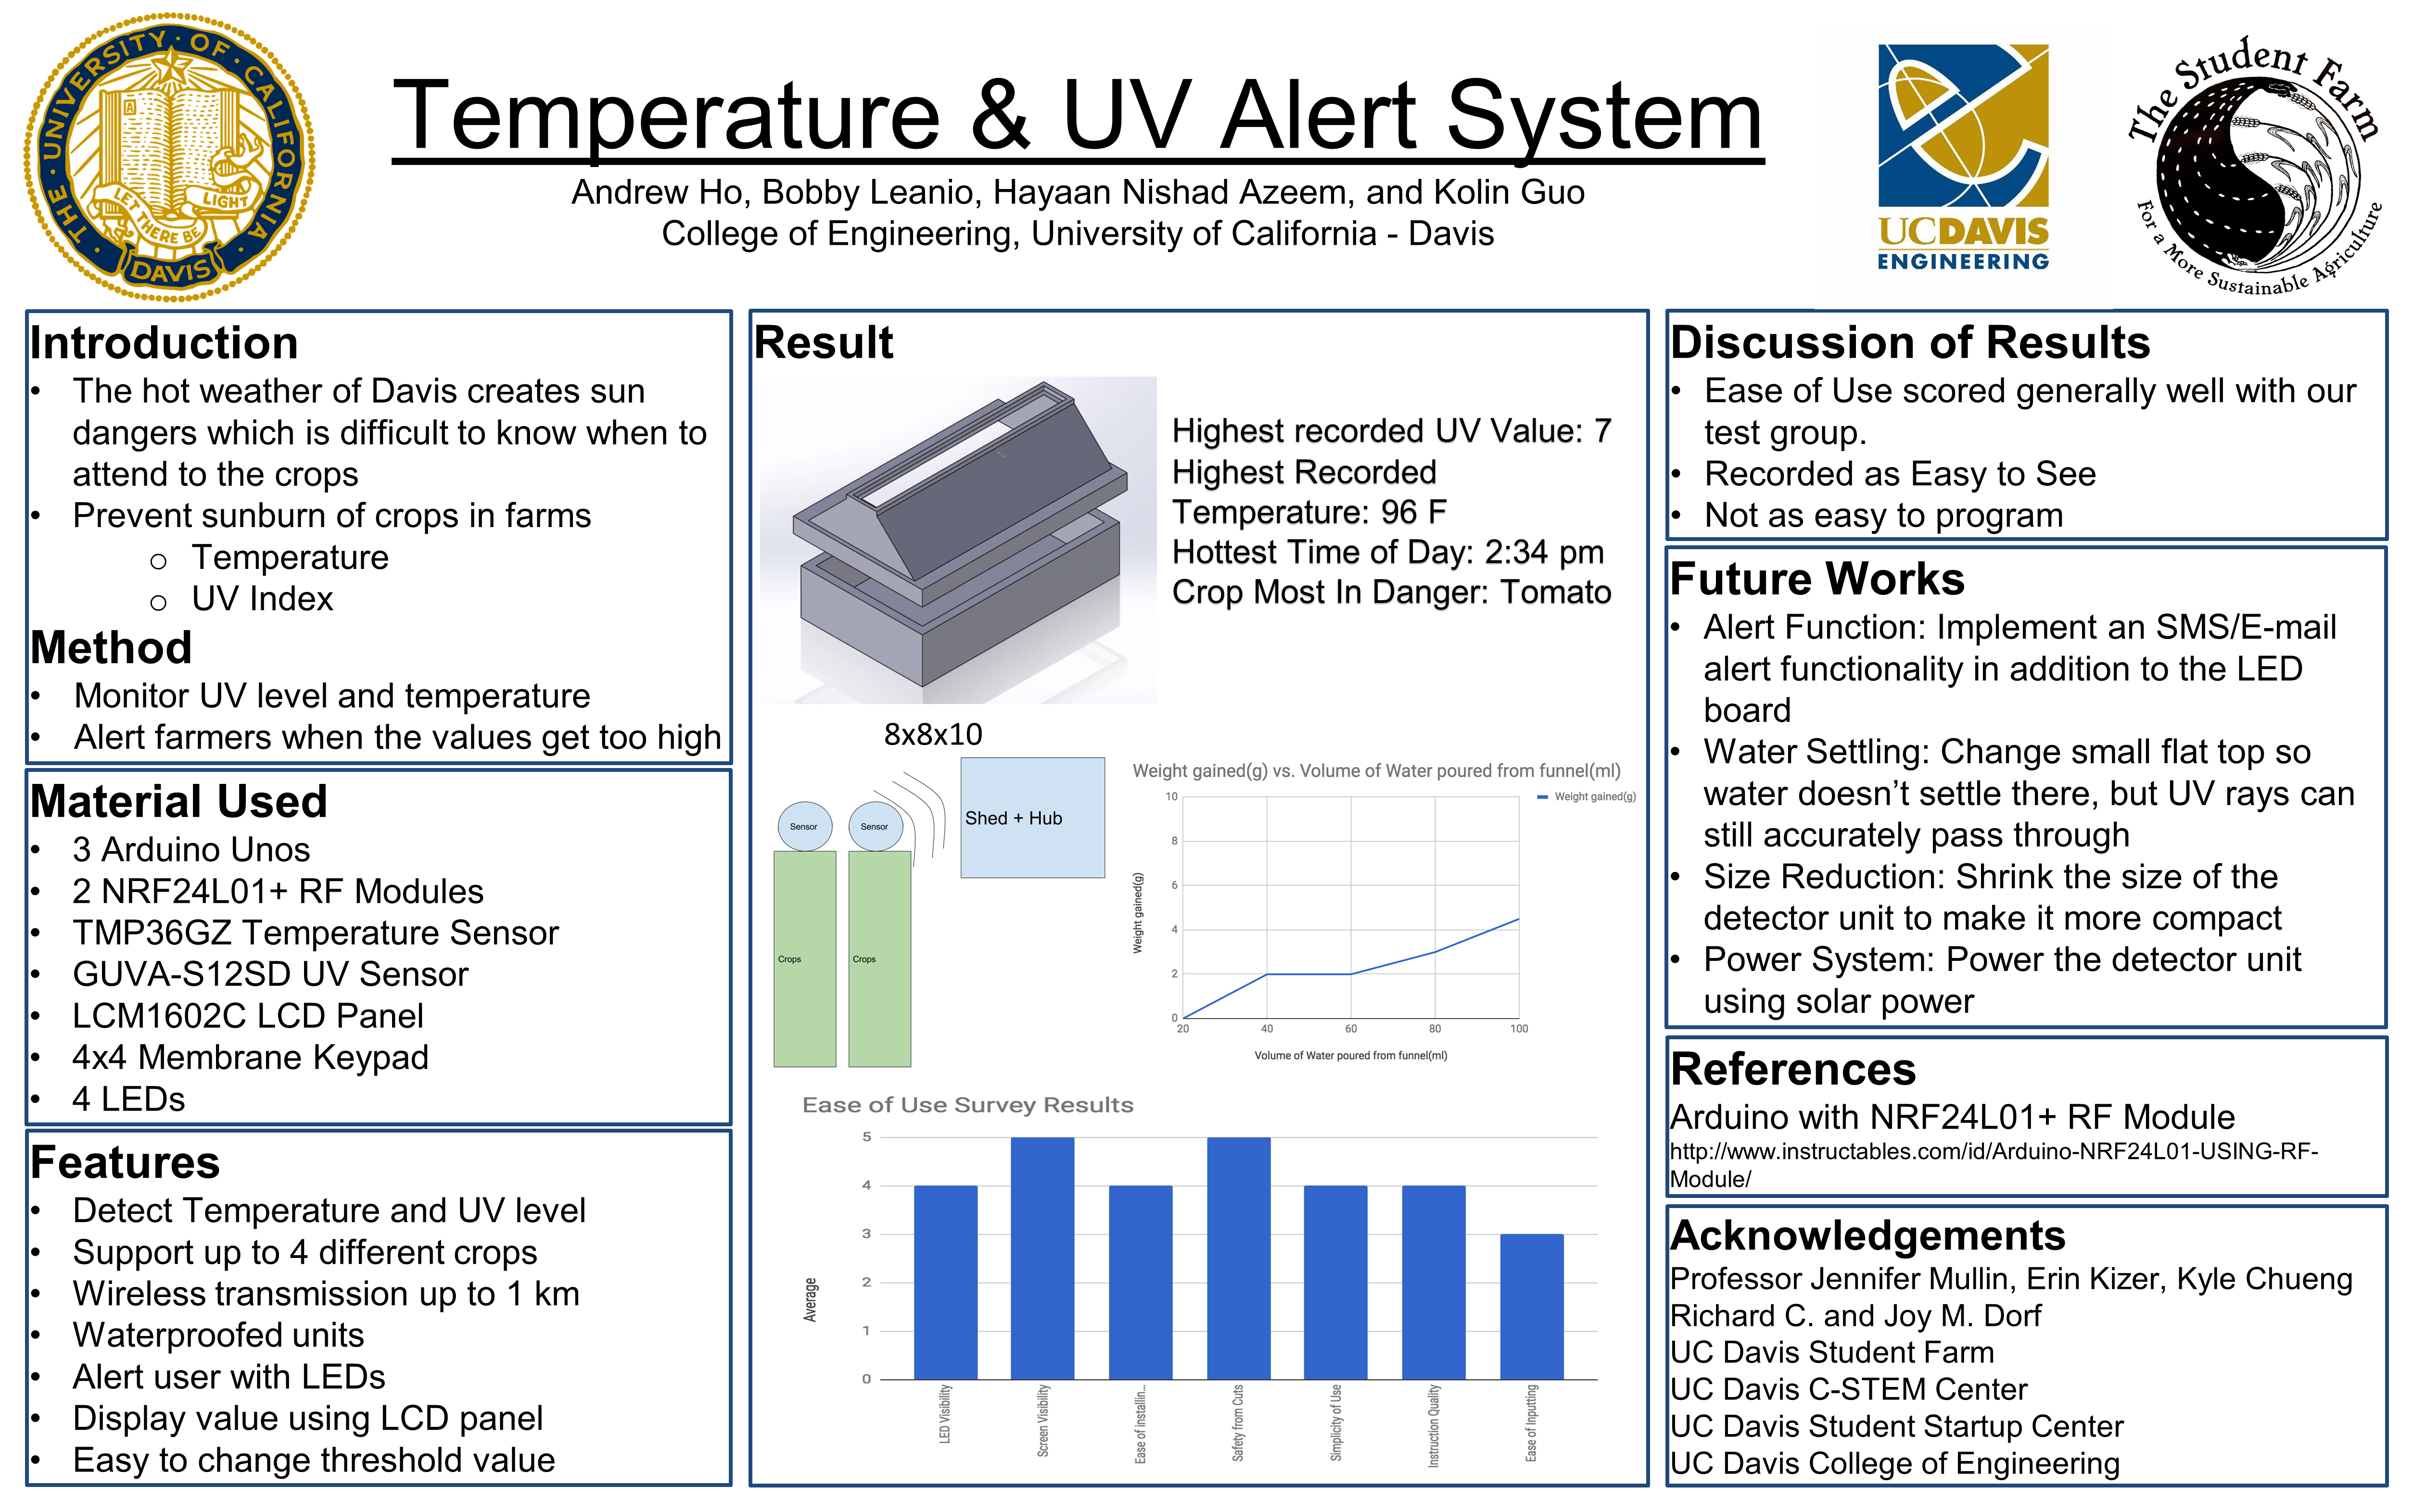 THE · UNIVERSITY · OF · CALIFORNIA ·
A
LET THERE BE LIGHT
DAVIS
Temperature & UV Alert System
Andrew Ho, Bobby Leanio, Hayaan Nishad Azeem, and Kolin Guo
College of Engineering, University of California - Davis
UCDAVIS
ENGINEERING
The Student Farm
For a More Sustainable Agriculture
Introduction
• The hot weather of Davis creates sun
dangers which is difficult to know when to
attend to the crops
• Prevent sunburn of crops in farms
o Temperature
o UV Index
Method
• Monitor UV level and temperature
• Alert farmers when the values get too high
Material Used
• 3 Arduino Unos
• 2 NRF24L01+ RF Modules
• TMP36GZ Temperature Sensor
• GUVA-S12SD UV Sensor
• LCM1602C LCD Panel
• 4x4 Membrane Keypad
• 4 LEDs
Features
• Detect Temperature and UV level
• Support up to 4 different crops
• Wireless transmission up to 1 km
• Waterproofed units
• Alert user with LEDs
• Display value using LCD panel
• Easy to change threshold value
Result
Highest recorded UV Value: 7
Highest Recorded
Temperature: 96 F
Hottest Time of Day: 2:34 pm
Crop Most In Danger: Tomato
8x8x10
Sensor
Sensor
Shed + Hub
Crops
Crops
Weight gained(g) vs. Volume of Water poured from funnel(ml)
Weight gained(g)
Weight gained(g)
10
8
6
4
2
0
20 40 60 80 100
Volume of Water poured from funnel(ml)
Ease of Use Survey Results
Average
5
4
3
2
1
0
LED Visibility
Screen Visibility
Ease of installin...
Safety from Cuts
Simplicity of Use
Instruction Quality
Ease of Inputting
Discussion of Results
• Ease of Use scored generally well with our
test group.
• Recorded as Easy to See
• Not as easy to program
Future Works
• Alert Function: Implement an SMS/E-mail
alert functionality in addition to the LED
board
• Water Settling: Change small flat top so
water doesn’t settle there, but UV rays can
still accurately pass through
• Size Reduction: Shrink the size of the
detector unit to make it more compact
• Power System: Power the detector unit
using solar power
References
Arduino with NRF24L01+ RF Module
http://www.instructables.com/id/Arduino-NRF24L01-USING-RF-
Module/
Acknowledgements
Professor Jennifer Mullin, Erin Kizer, Kyle Chueng
Richard C. and Joy M. Dorf
UC Davis Student Farm
UC Davis C-STEM Center
UC Davis Student Startup Center
UC Davis College of Engineering